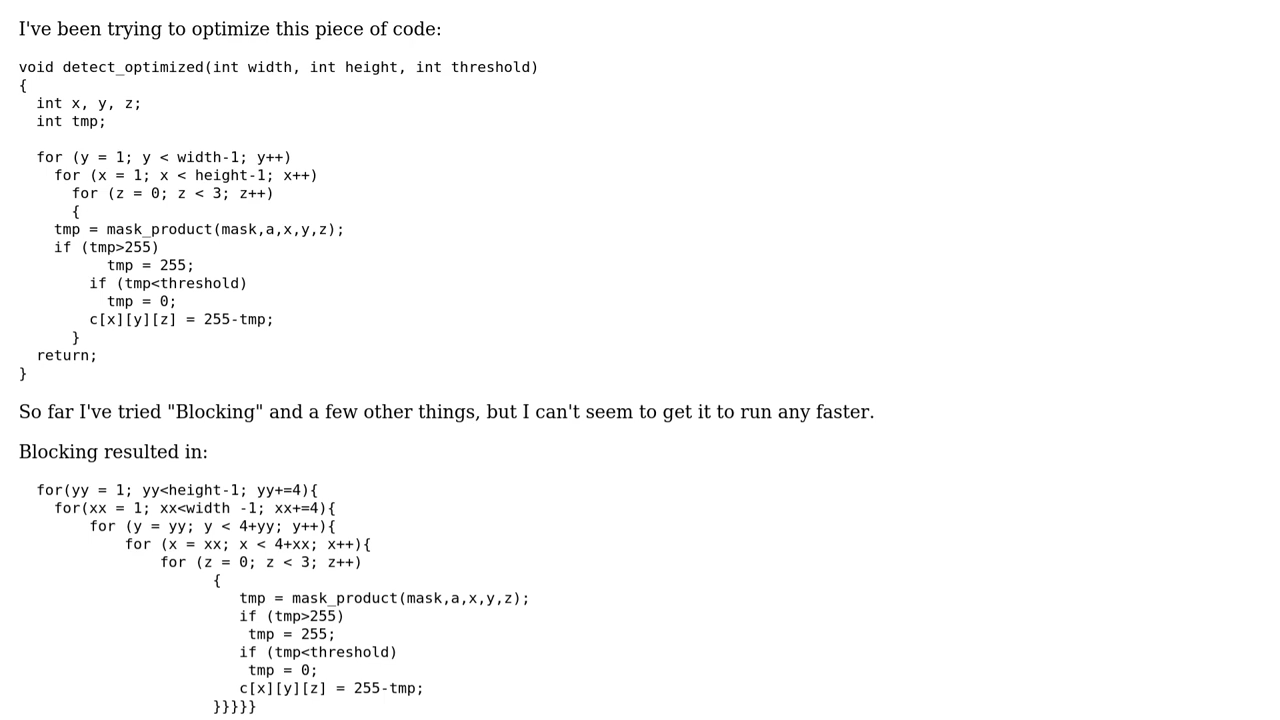 I've been trying to optimize this piece of code:
void detect_optimized(int width, int height, int threshold)
{
  int x, y, z;
  int tmp;

  for (y = 1; y < width-1; y++)
    for (x = 1; x < height-1; x++)
      for (z = 0; z < 3; z++)
      {
    tmp = mask_product(mask,a,x,y,z);
    if (tmp>255)
          tmp = 255;
        if (tmp<threshold)
          tmp = 0;
        c[x][y][z] = 255-tmp;
      }
  return;
}
So far I've tried "Blocking" and a few other things, but I can't seem to get it to run any faster.
Blocking resulted in:
  for(yy = 1; yy<height-1; yy+=4){
    for(xx = 1; xx<width -1; xx+=4){
        for (y = yy; y < 4+yy; y++){
            for (x = xx; x < 4+xx; x++){
                for (z = 0; z < 3; z++)
                      {
                         tmp = mask_product(mask,a,x,y,z);
                         if (tmp>255)
                          tmp = 255;
                         if (tmp<threshold)
                          tmp = 0;
                         c[x][y][z] = 255-tmp;
                      }}}}}